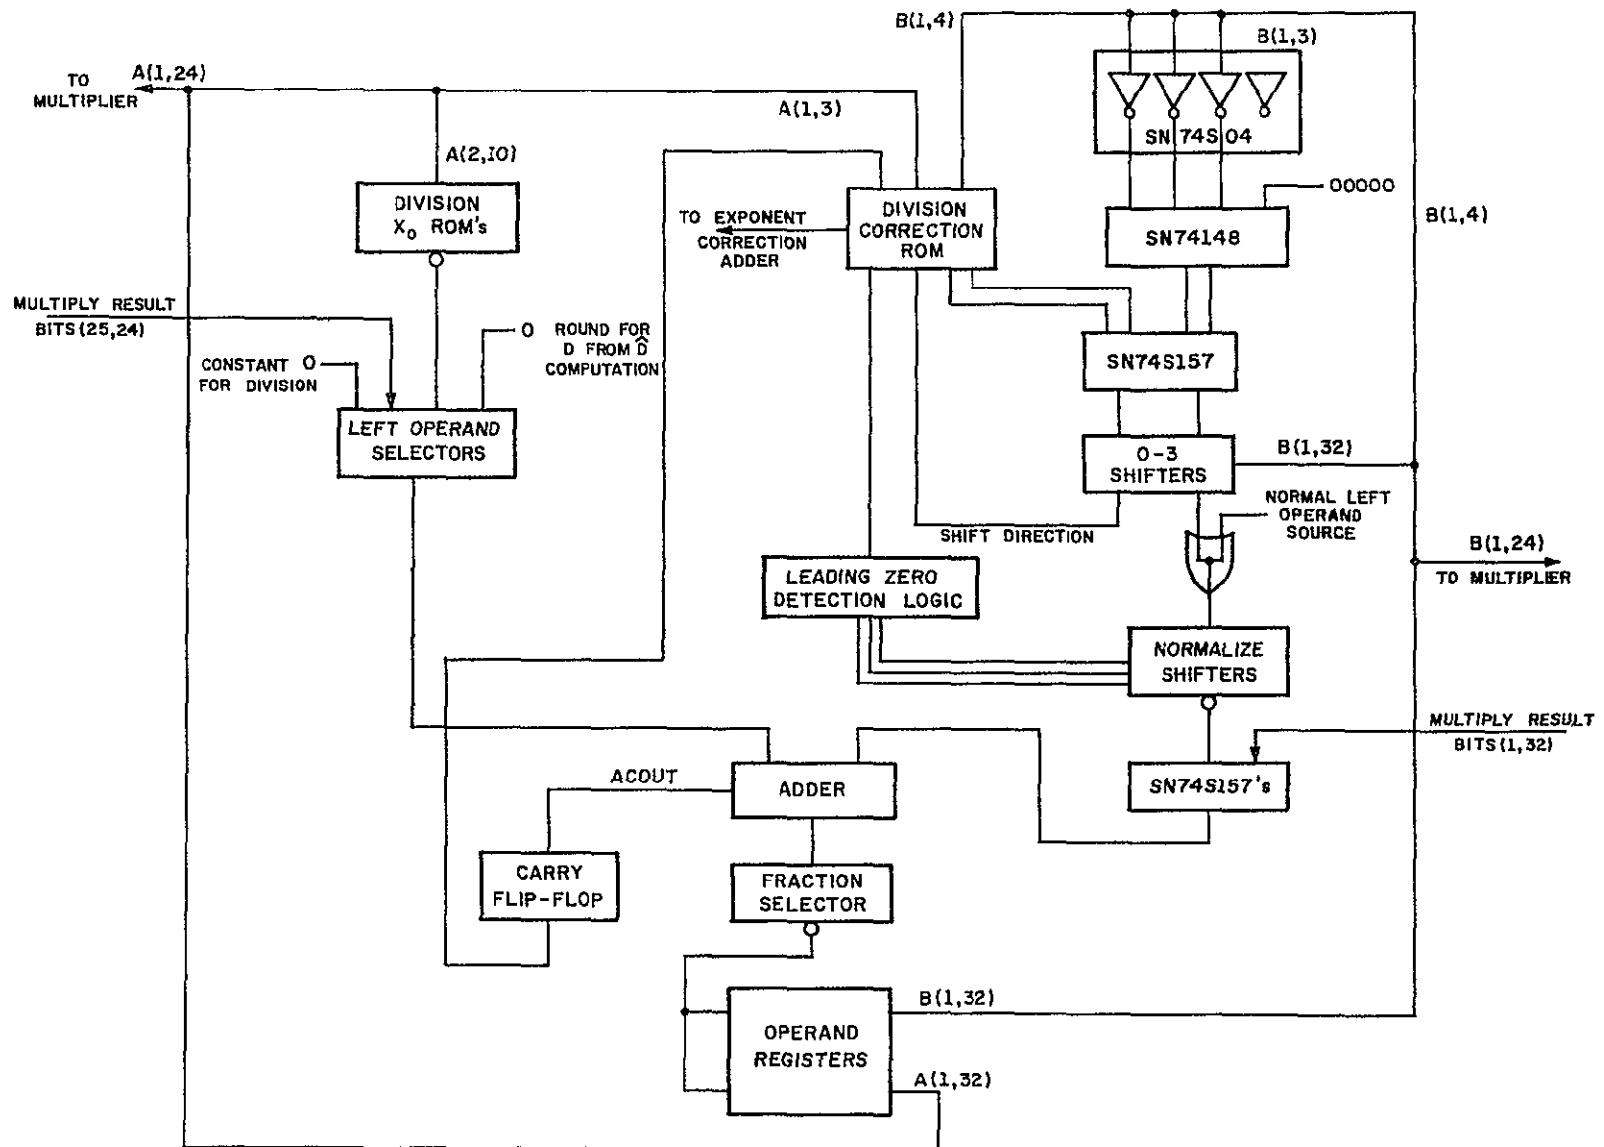 B(1,4)
B(1,3)
TO
MULTIPLIER
A(1,24)
A(1,3)
SN74S04
A(2,10)
DIVISION
X₀ ROM's
DIVISION
CORRECTION
ROM
TO EXPONENT
CORRECTION
ADDER
00000
SN74148
B(1,4)
MULTIPLY RESULT
BITS(25,24)
CONSTANT 0
FOR DIVISION
0 ROUND FOR
D FROM D̂
COMPUTATION
SN74S157
LEFT OPERAND
SELECTORS
0-3
SHIFTERS
B(1,32)
NORMAL LEFT
OPERAND
SOURCE
SHIFT DIRECTION
B(1,24)
TO MULTIPLIER
LEADING ZERO
DETECTION LOGIC
NORMALIZE
SHIFTERS
MULTIPLY RESULT
BITS(1,32)
ACOUT
ADDER
SN74S157's
CARRY
FLIP-FLOP
FRACTION
SELECTOR
B(1,32)
OPERAND
REGISTERS
A(1,32)